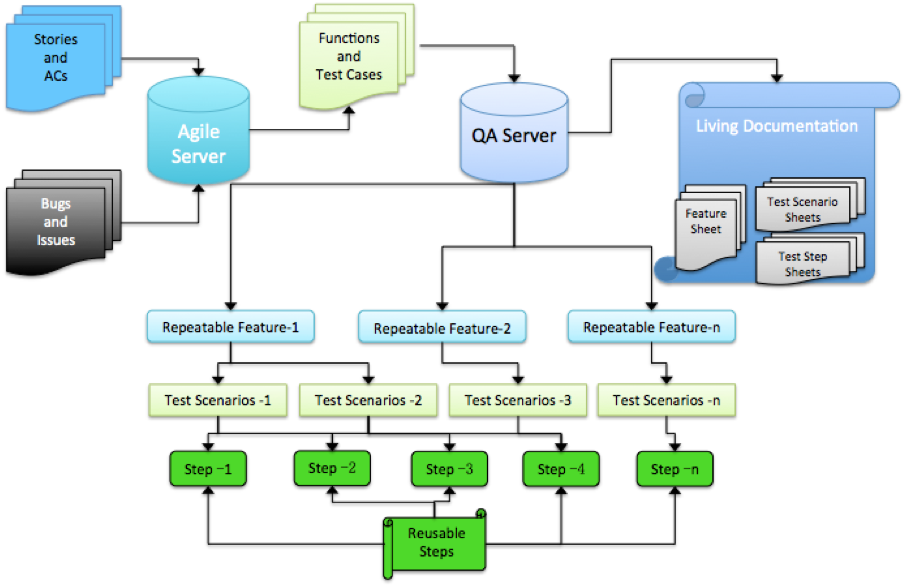 Stories
and
ACs
Functions
and
Test Cases
Agile
Server
QA Server
Living Documentation
Bugs
and
Issues
Feature
Sheet
Test Scenario
Sheets
Test Step
Sheets
Repeatable Feature-1
Repeatable Feature-2
Repeatable Feature-n
Test Scenarios -1
Test Scenarios -2
Test Scenarios -3
Test Scenarios -n
Step -1
Step -2
Step -3
Step -4
Step -n
Reusable
Steps